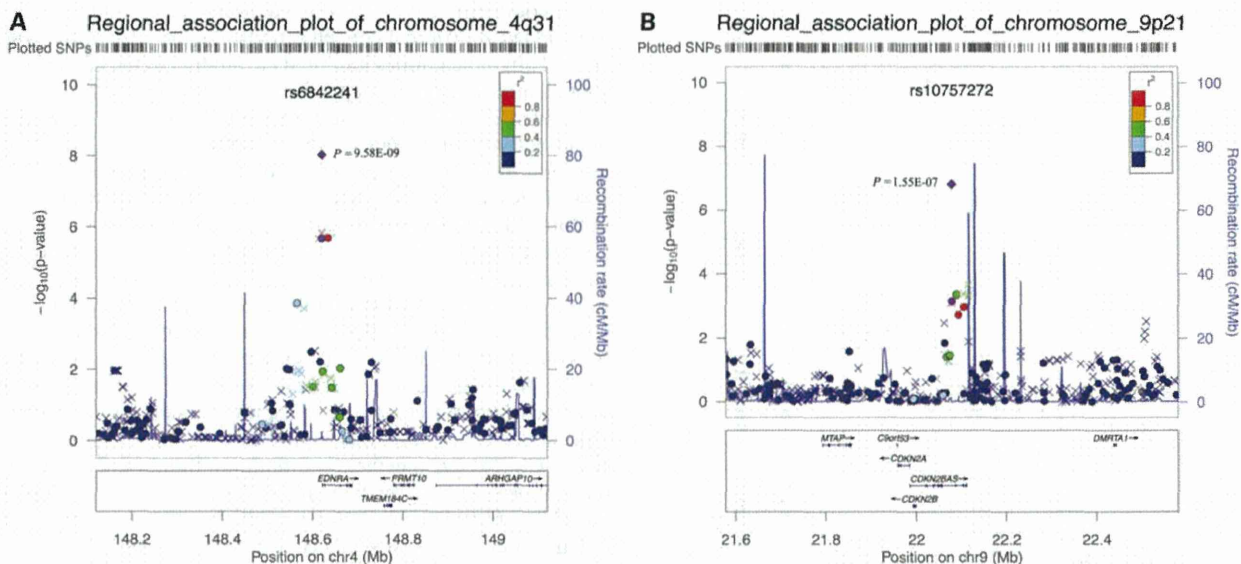 A
Regional_association_plot_of_chromosome_4q31
Plotted SNPs
rs6842241
P = 9.58E-09
r²
0.8
0.6
0.4
0.2
10
8
6
4
2
0
−log10(p−value)
100
80
60
40
20
0
Recombination rate (cM/Mb)
EDNRA
PRMT10
ARHGAP10
TMEM184C
148.2
148.4
148.6
148.8
149
Position on chr4 (Mb)
B
Regional_association_plot_of_chromosome_9p21
Plotted SNPs
rs10757272
P = 1.55E-07
r²
0.8
0.6
0.4
0.2
10
8
6
4
2
0
−log10(p−value)
100
80
60
40
20
0
Recombination rate (cM/Mb)
MTAP
C9orf53
DMRTA1
CDKN2A
CDKN2BAS
CDKN2B
21.6
21.8
22
22.2
22.4
Position on chr9 (Mb)